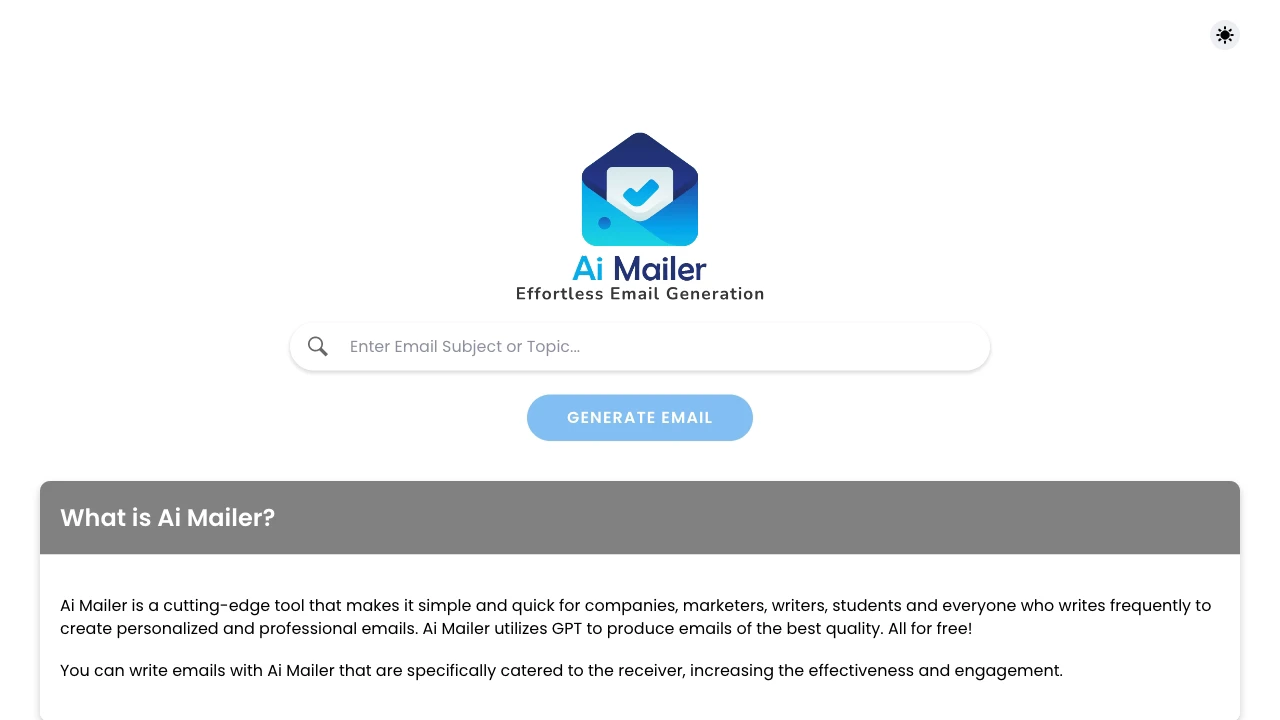 Ai Mailer
Effortless Email Generation
Enter Email Subject or Topic...
GENERATE EMAIL
What is Ai Mailer?
Ai Mailer is a cutting-edge tool that makes it simple and quick for companies, marketers, writers, students and everyone who writes frequently to
create personalized and professional emails. Ai Mailer utilizes GPT to produce emails of the best quality. All for free!
You can write emails with Ai Mailer that are specifically catered to the receiver, increasing the effectiveness and engagement.